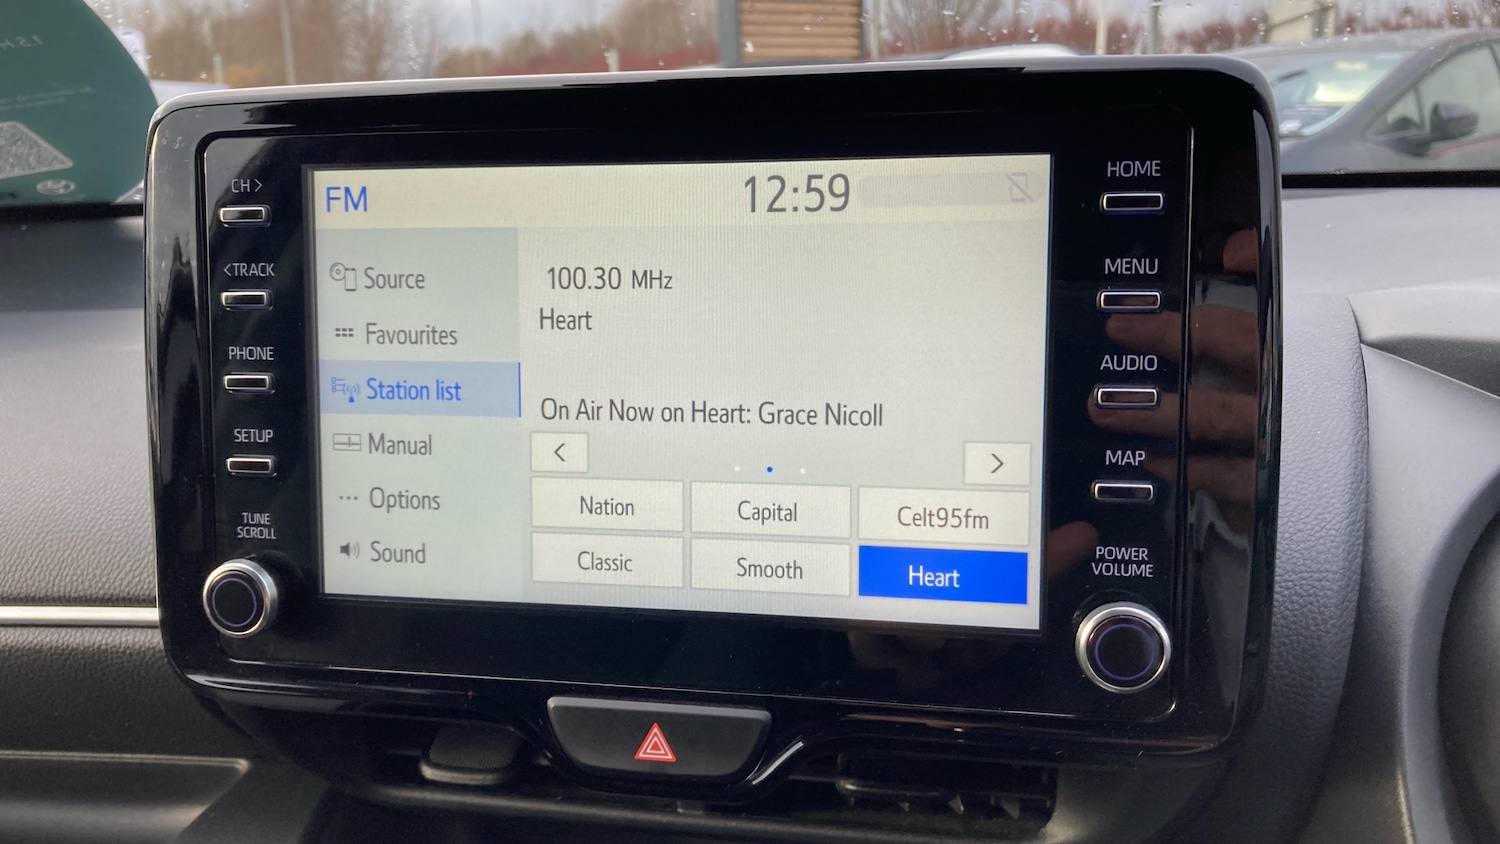 CH >
<TRACK
PHONE
SETUP
TUNE
SCROLL
FM
12:59
Source
Favourites
Station list
Manual
Options
Sound
100.30 MHz
Heart
On Air Now on Heart: Grace Nicoll
<
>
Nation
Capital
Celt95fm
Classic
Smooth
Heart
HOME
MENU
AUDIO
MAP
POWER
VOLUME